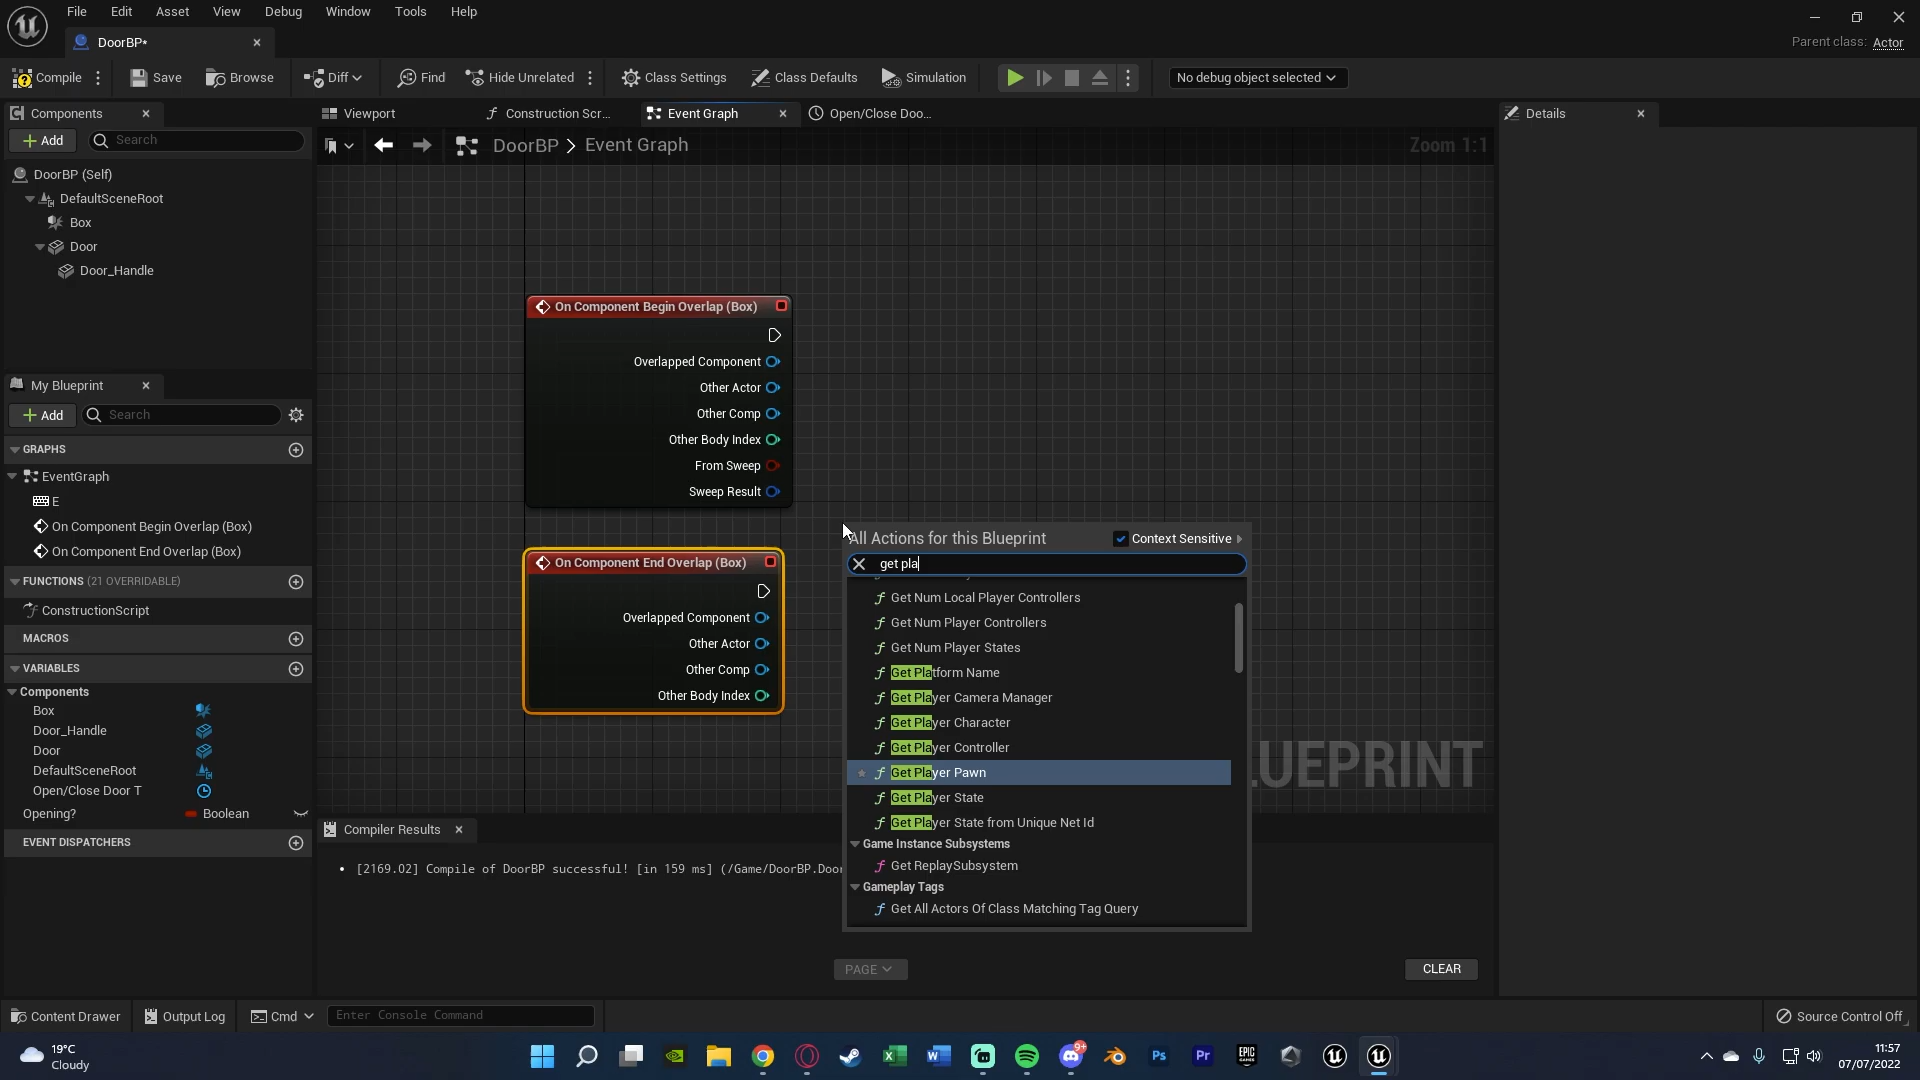 File Edit Asset View Debug Window Tools Help
DoorBP*
Parent class: Actor
Compile Save Browse Diff Find Hide Unrelated Class Settings Class Defaults Simulation No debug object selected
Components Viewport Construction Scr... Event Graph Open/Close Doo... Details
Add Search
DoorBP > Event Graph Zoom 1:1
DoorBP (Self)
DefaultSceneRoot
Box
Door
Door_Handle
My Blueprint
Add Search
GRAPHS
EventGraph
E
On Component Begin Overlap (Box)
On Component End Overlap (Box)
FUNCTIONS (21 OVERRIDABLE)
ConstructionScript
MACROS
VARIABLES
Components
Box
Door_Handle
Door
DefaultSceneRoot
Open/Close Door T
Opening? Boolean
EVENT DISPATCHERS
On Component Begin Overlap (Box)
Overlapped Component
Other Actor
Other Comp
Other Body Index
From Sweep
Sweep Result
On Component End Overlap (Box)
Overlapped Component
Other Actor
Other Comp
Other Body Index
All Actions for this Blueprint Context Sensitive
get pla
Get Num Local Player Controllers
Get Num Player Controllers
Get Num Player States
Get Platform Name
Get Player Camera Manager
Get Player Character
Get Player Controller
Get Player Pawn
Get Player State
Get Player State from Unique Net Id
Game Instance Subsystems
Get ReplaySubsystem
Gameplay Tags
Get All Actors Of Class Matching Tag Query
LUEPRINT
Compiler Results
[2169.02] Compile of DoorBP successful! [in 159 ms] (/Game/DoorBP.Door
PAGE CLEAR
Content Drawer Output Log Cmd Enter Console Command Source Control Off
19°C
Cloudy
9+
Ps
Pr
EPIC GAMES
11:57
07/07/2022